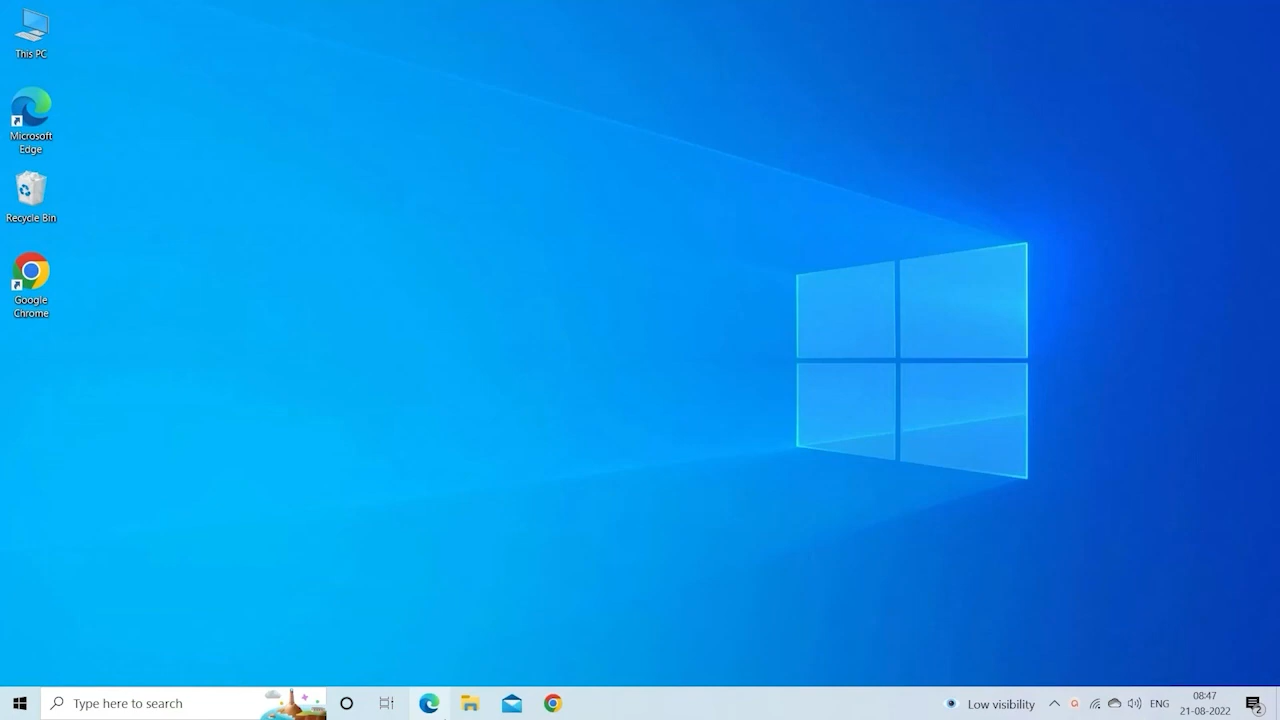 This PC
Microsoft
Edge
Recycle Bin
Google
Chrome
Type here to search
Low visibility
ENG
08:47
21-08-2022
2